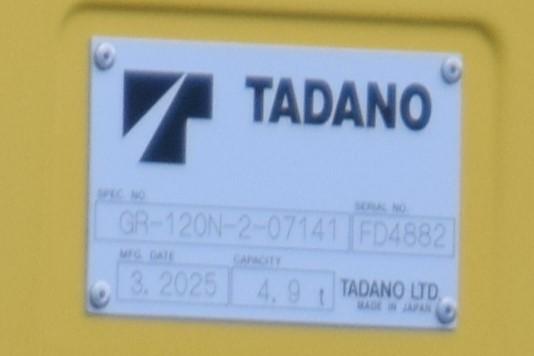 TADANO
SPEC. NO. SERIAL NO.
GR-120N-2-07141 FD4882
MFG. DATE CAPACITY
3. 2025 4.9 t TADANO LTD.
MADE IN JAPAN